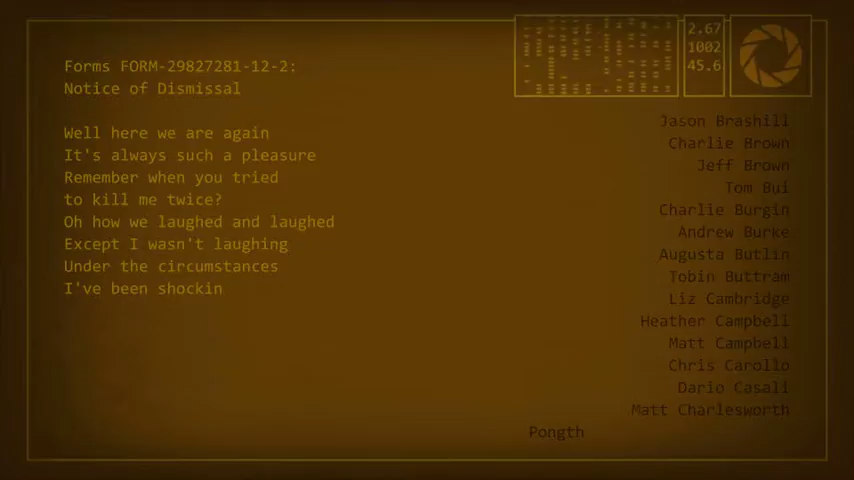 Forms FORM-29827281-12-2:
Notice of Dismissal
Well here we are again
It's always such a pleasure
Remember when you tried
to kill me twice?
Oh how we laughed and laughed
Except I wasn't laughing
Under the circumstances
I've been shockin
2.67
1002
45.6
Jason Brashill
Charlie Brown
Jeff Brown
Tom Bui
Charlie Burgin
Andrew Burke
Augusta Butlin
Tobin Buttram
Liz Cambridge
Heather Campbell
Matt Campbell
Chris Carollo
Dario Casali
Matt Charlesworth
Pongth